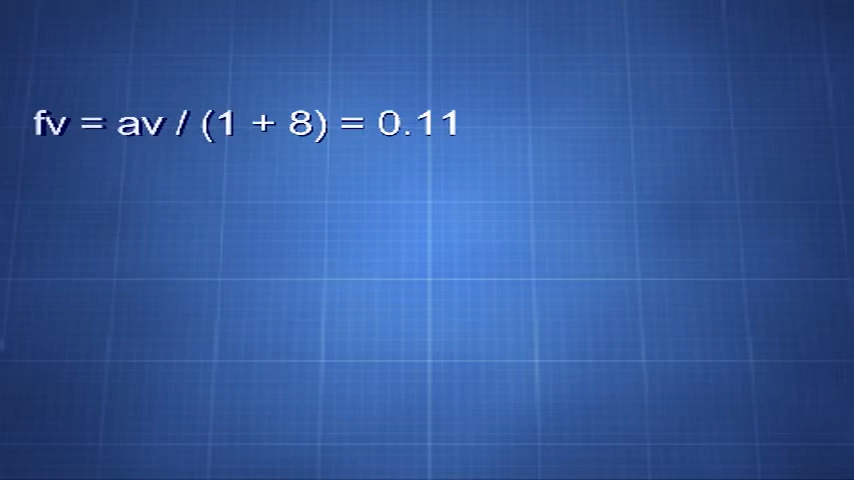 fv = av / (1 + 8) = 0.11